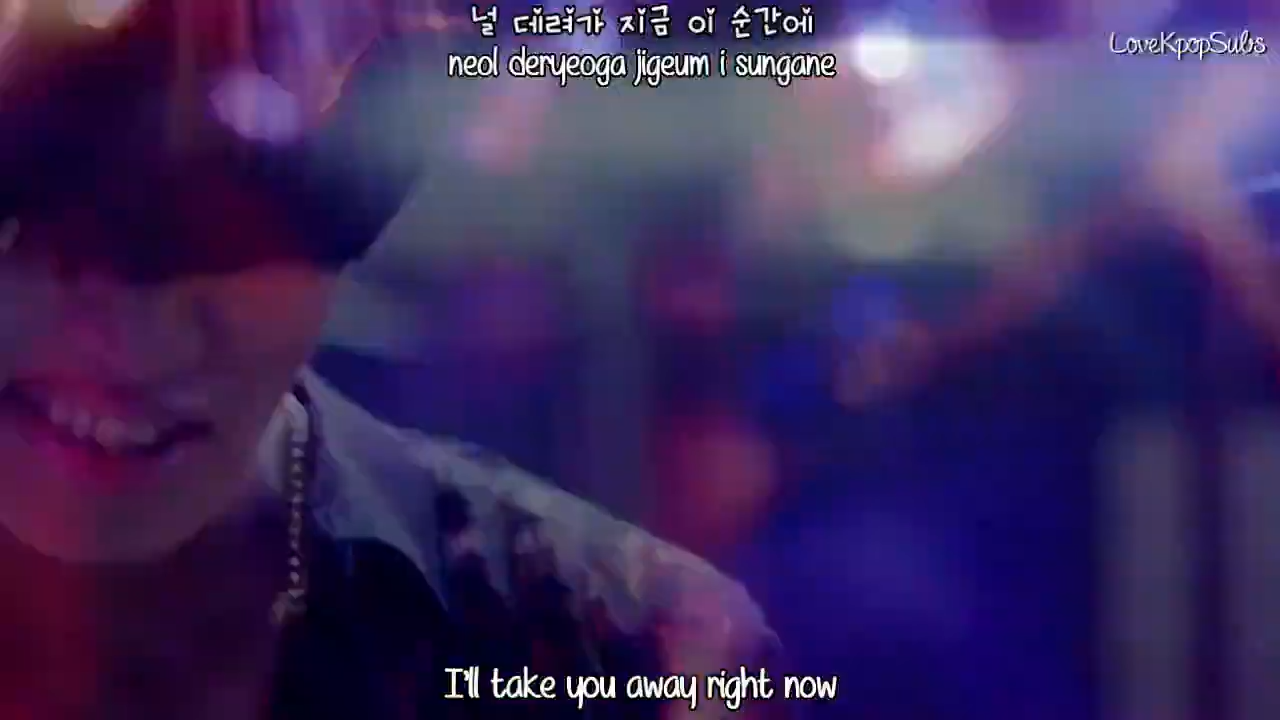 널 데려가 지금 이 순간에
neol deryeoga jigeum i sungane
LoveKpopSubs
I'll take you away right now